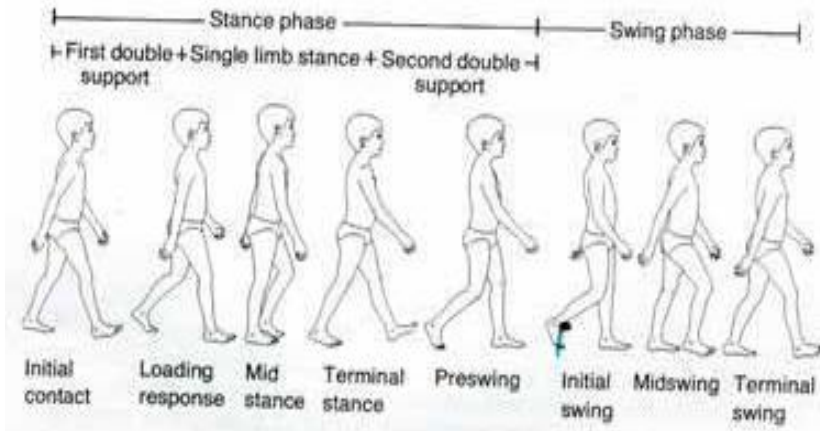 Stance phase
Swing phase
First double + Single limb stance + Second double
support
support
Initial
contact
Loading
response
Mid
stance
Terminal
stance
Preswing
Initial
swing
Midswing
Terminal
swing